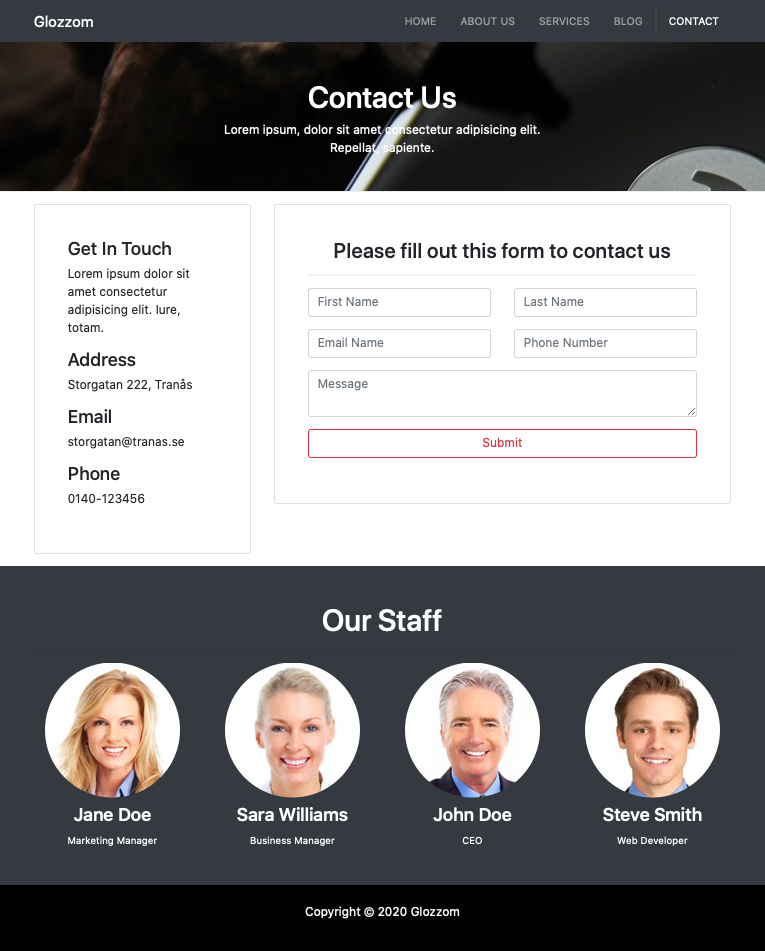 Glozzom
HOME
ABOUT US
SERVICES
BLOG
CONTACT
Contact Us
Lorem ipsum, dolor sit amet consectetur adipisicing elit.
Repellat, sapiente.
Get In Touch
Lorem ipsum dolor sit
amet consectetur
adipisicing elit. Iure,
totam.
Address
Storgatan 222, Tranås
Email
storgatan@tranas.se
Phone
0140-123456
Please fill out this form to contact us
First Name
Last Name
Email Name
Phone Number
Message
Submit
Our Staff
Jane Doe
Marketing Manager
Sara Williams
Business Manager
John Doe
CEO
Steve Smith
Web Developer
Copyright © 2020 Glozzom